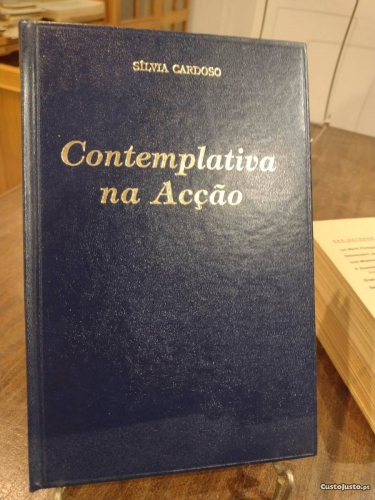 SÍLVIA CARDOSO
Contemplativa
na Acção
CustoJusto.pt